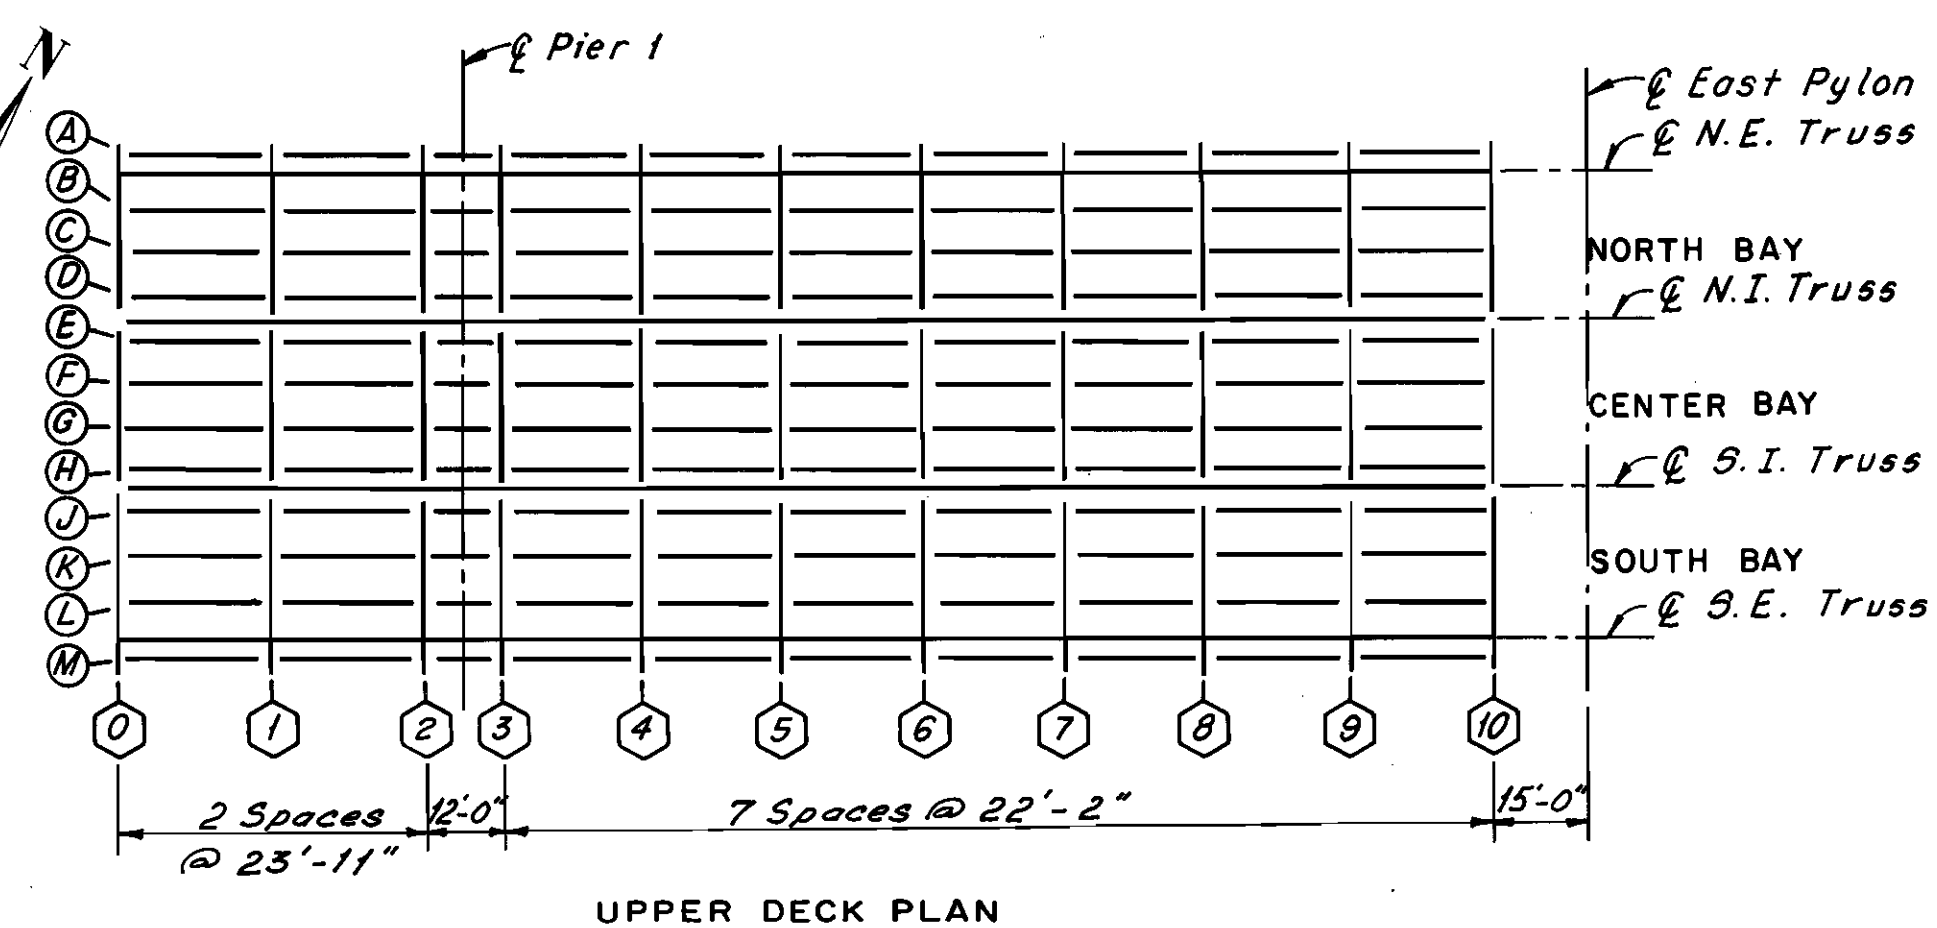 N
℄ Pier 1
℄ East Pylon
℄ N.E. Truss
A
B
C
D
E
F
G
H
J
K
L
M
NORTH BAY
℄ N.I. Truss
CENTER BAY
℄ S.I. Truss
SOUTH BAY
℄ S.E. Truss
0 1 2 3 4 5 6 7 8 9 10
2 Spaces 12'-0" 7 Spaces @ 22'-2" 15'-0"
@ 23'-11"
UPPER DECK PLAN